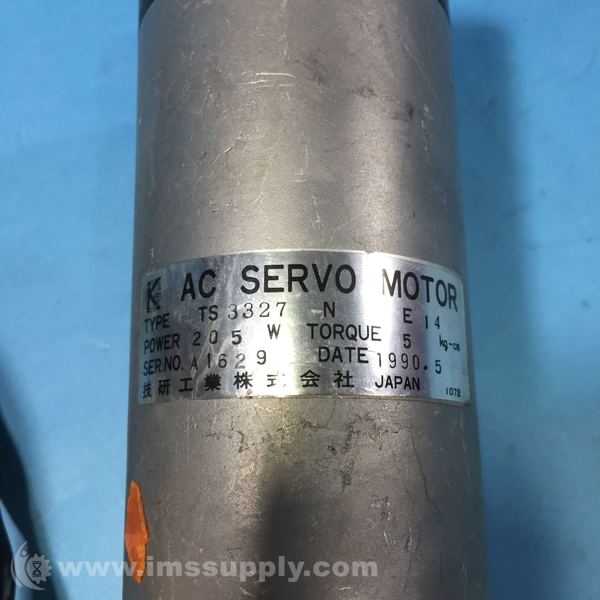 AC SERVO MOTOR
TYPE TS 3327 N E 14
POWER 205 W TORQUE 5 kg-cm
SER.NO. A1629 DATE 1990.5
技研工業株式会社 JAPAN 1072
www.imssupply.com